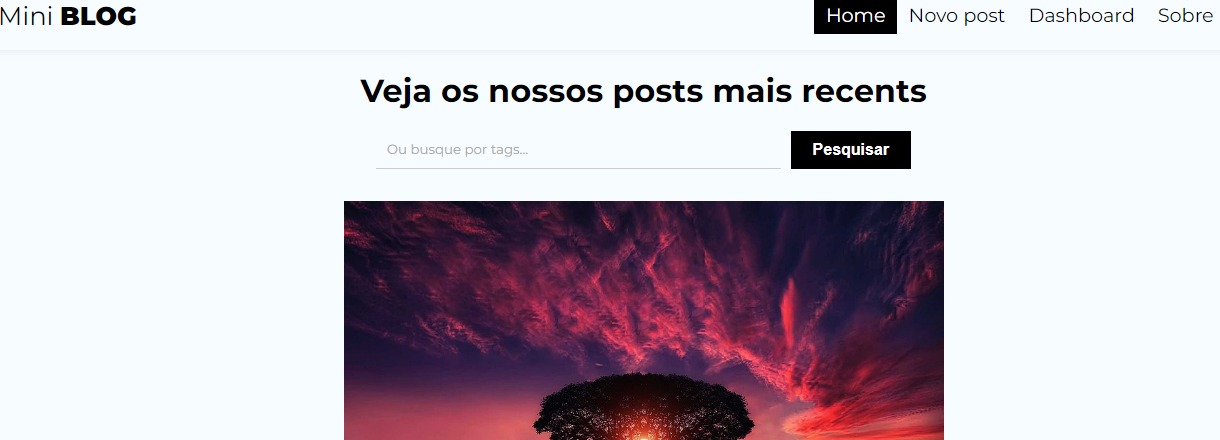 Mini BLOG
Home Novo post Dashboard Sobre
Veja os nossos posts mais recents
Ou busque por tags...
Pesquisar